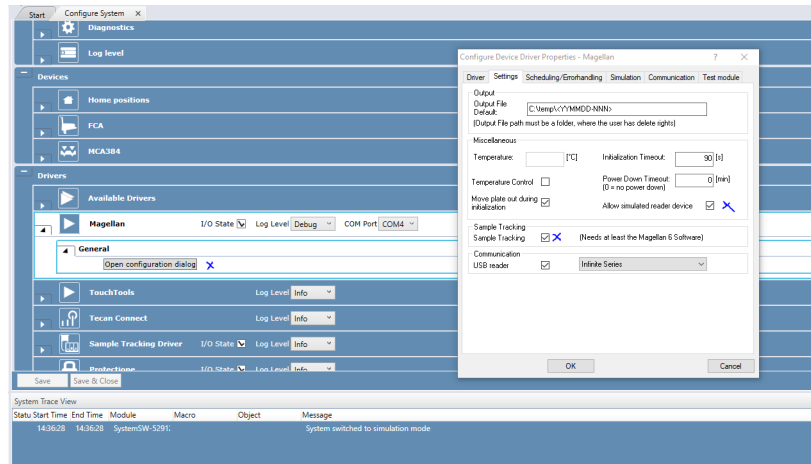 Start
Configure System X
Diagnostics
Log level
Devices
Home positions
FCA
MCA384
Drivers
Available Drivers
Magellan I/O State Log Level Debug COM Port COM4
General
Open configuration dialog
TouchTools Log Level Info
Tecan Connect Log Level Info
Sample Tracking Driver I/O State Log Level Info
I/O State Log Level Info
Save Save & Close
Configure Device Driver Properties - Magellan ? X
Driver Settings Scheduling/Errorhandling Simulation Communication Test module
Output
Output File
Default: C:\temp\<YYMMDD-NNN>
(Output File path must be a folder, where the user has delete rights)
Miscellaneous
Temperature: [°C] Initialization Timeout: 90 [s]
Temperature Control Power Down Timeout: 0 [min]
(0 = no power down)
Move plate out during
initialization Allow simulated reader device
Sample Tracking
Sample Tracking (Needs at least the Magellan 6 Software)
Communication
USB reader Infinite Series
OK Cancel
System Trace View
Statu Start Time End Time Module Macro Object Message
14:36:28 14:36:28 SystemSW-5291: System switched to simulation mode